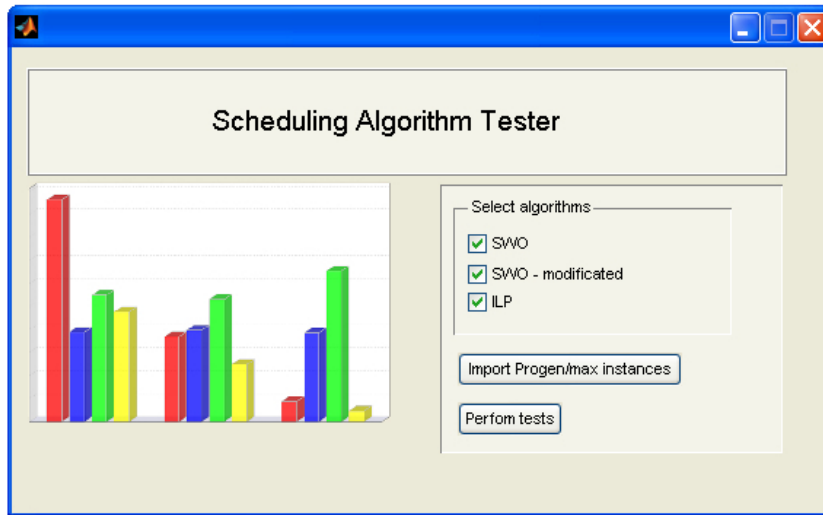 Scheduling Algorithm Tester
Select algorithms
SWO
SWO - modificated
ILP
Import Progen/max instances
Perfom tests